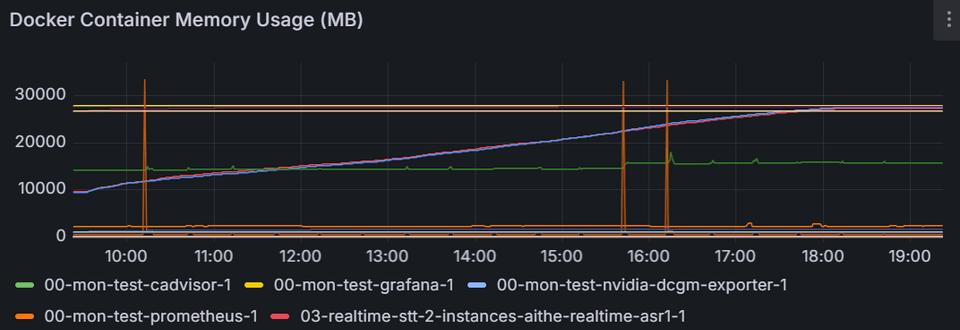 Docker Container Memory Usage (MB)
30000
20000
10000
0
10:00 11:00 12:00 13:00 14:00 15:00 16:00 17:00 18:00 19:00
00-mon-test-cadvisor-1 00-mon-test-grafana-1 00-mon-test-nvidia-dcgm-exporter-1
00-mon-test-prometheus-1 03-realtime-stt-2-instances-aithe-realtime-asr1-1